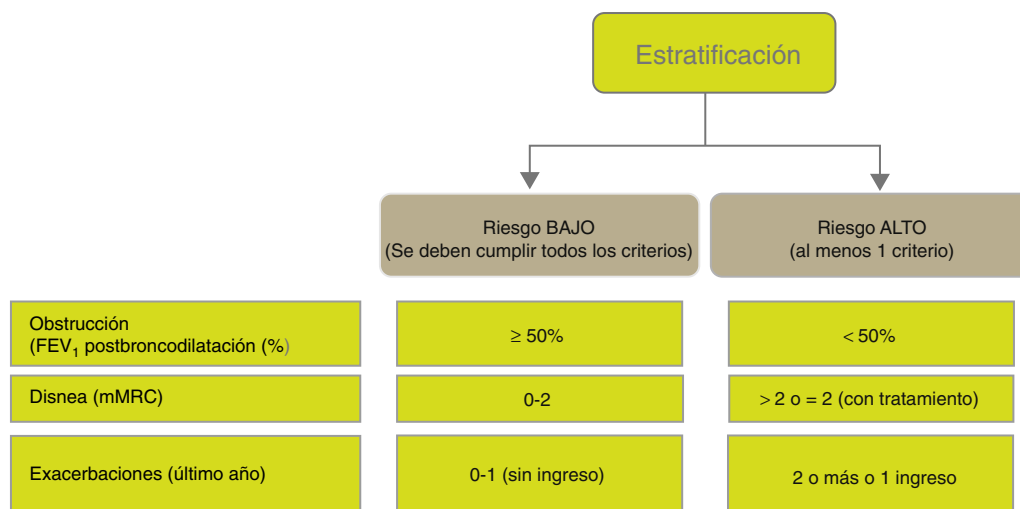 Estratificación
Riesgo BAJO
(Se deben cumplir todos los criterios)
Riesgo ALTO
(al menos 1 criterio)
Obstrucción
(FEV₁ postbroncodilatación (%)
≥ 50%
< 50%
Disnea (mMRC)
0-2
> 2 o = 2 (con tratamiento)
Exacerbaciones (último año)
0-1 (sin ingreso)
2 o más o 1 ingreso